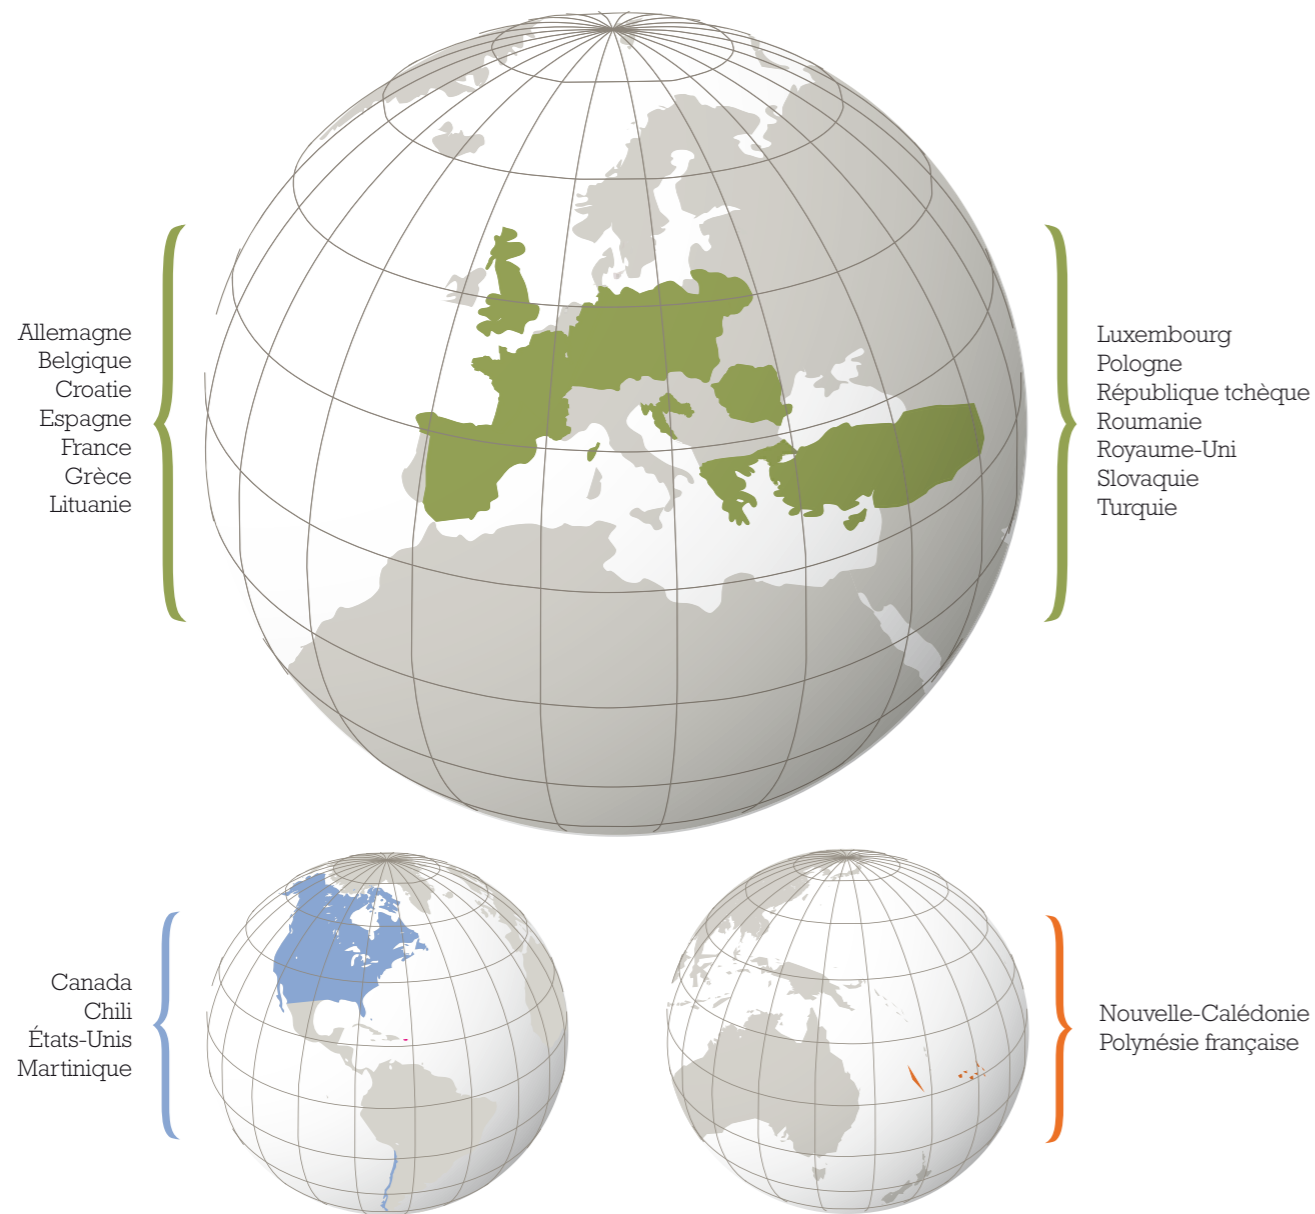 Allemagne
Belgique
Croatie
Espagne
France
Grèce
Lituanie
Luxembourg
Pologne
République tchèque
Roumanie
Royaume-Uni
Slovaquie
Turquie
Canada
Chili
États-Unis
Martinique
Nouvelle-Calédonie
Polynésie française